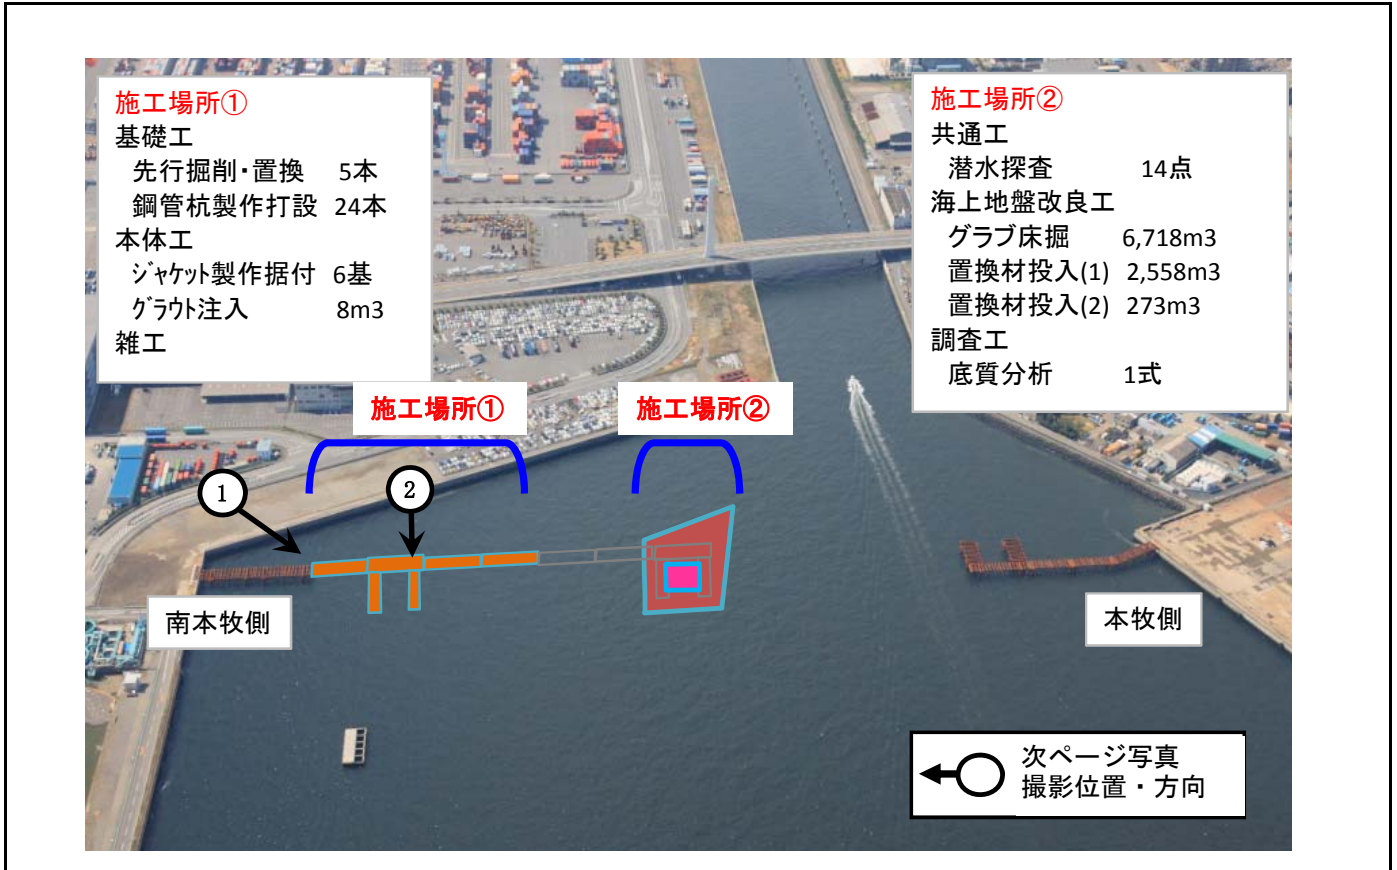 施工場所①
基礎工
先行掘削・置換 5本
鋼管杭製作打設 24本
本体工
ｼﾞｬｹｯﾄ製作据付 6基
ｸﾞﾗｳﾄ注入 8m3
雑工
施工場所②
共通工
潜水探査 14点
海上地盤改良工
グラブ床掘 6,718m3
置換材投入(1) 2,558m3
置換材投入(2) 273m3
調査工
底質分析 1式
施工場所①
施工場所②
1
2
南本牧側
本牧側
次ページ写真
撮影位置・方向